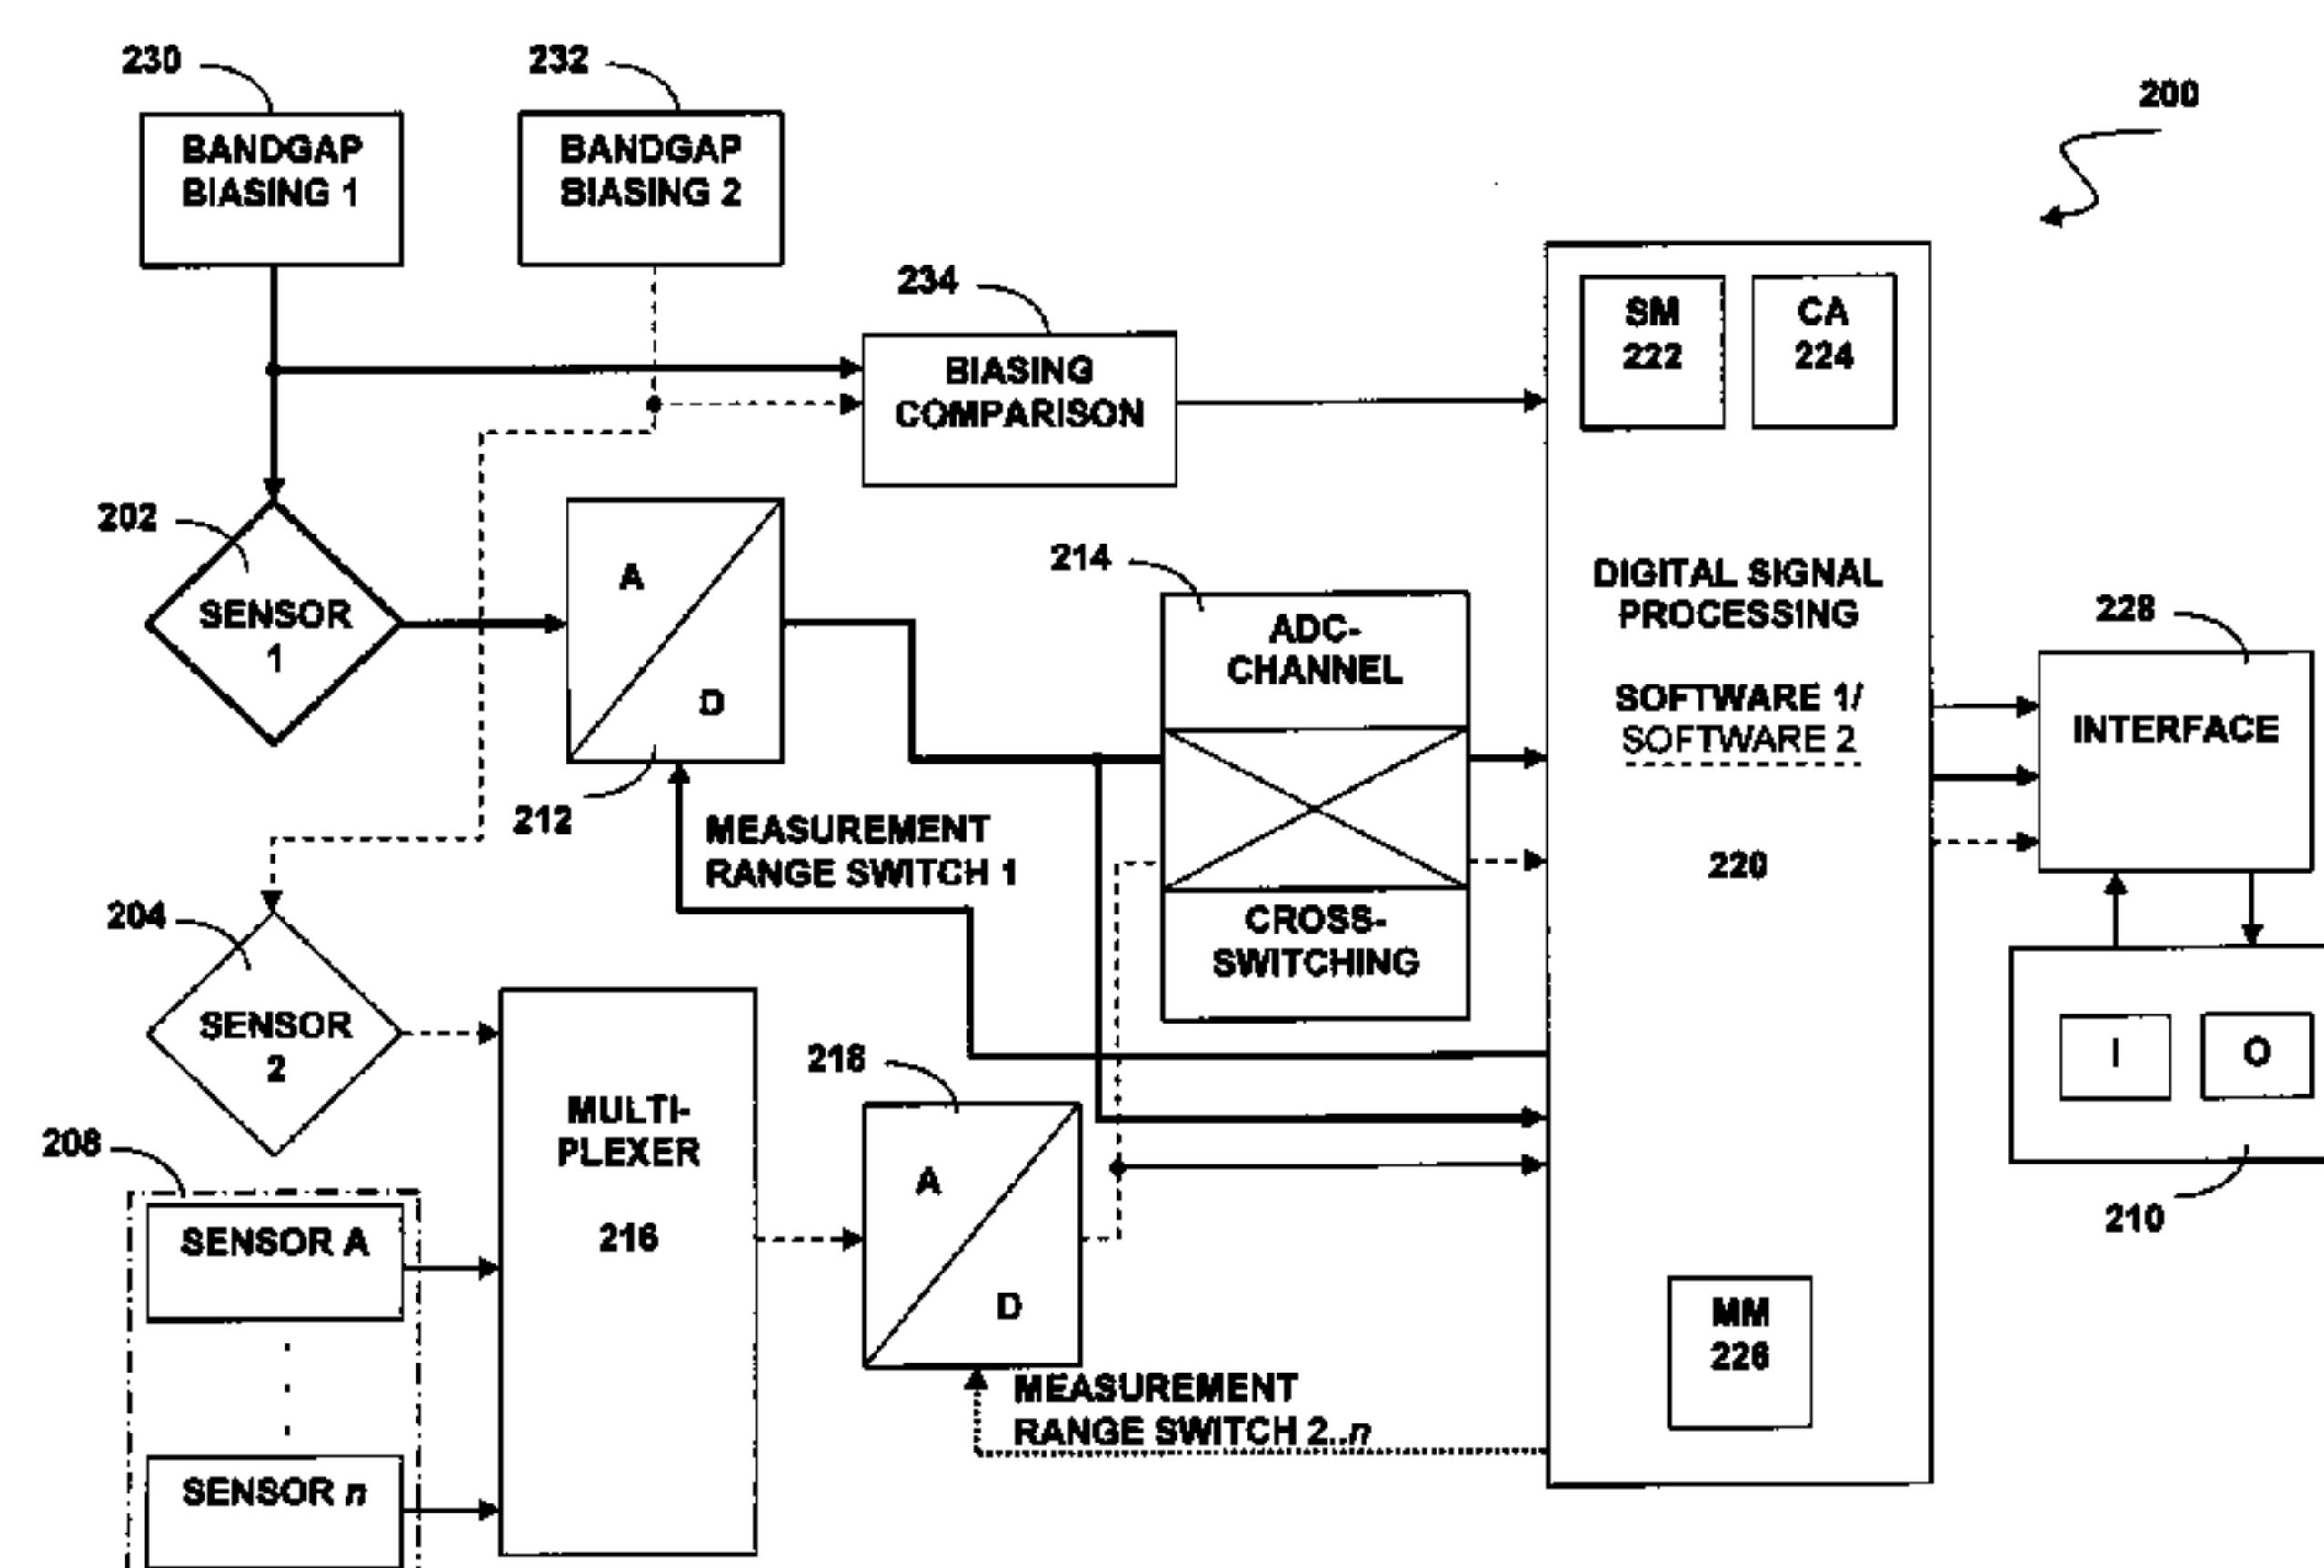 230
232
200
BANDGAP
BIASING 1
BANDGAP
BIASING 2
234
SM
222
CA
224
BIASING
COMPARISON
202
SENSOR
1
A
D
212
214
ADC-
CHANNEL
CROSS-
SWITCHING
DIGITAL SIGNAL
PROCESSING
SOFTWARE 1/
SOFTWARE 2
220
228
INTERFACE
MEASUREMENT
RANGE SWITCH 1
204
SENSOR
2
I
O
210
MULTI-
PLEXER
216
218
A
D
208
SENSOR A
SENSOR n
MEASUREMENT
RANGE SWITCH 2..n
MM
226